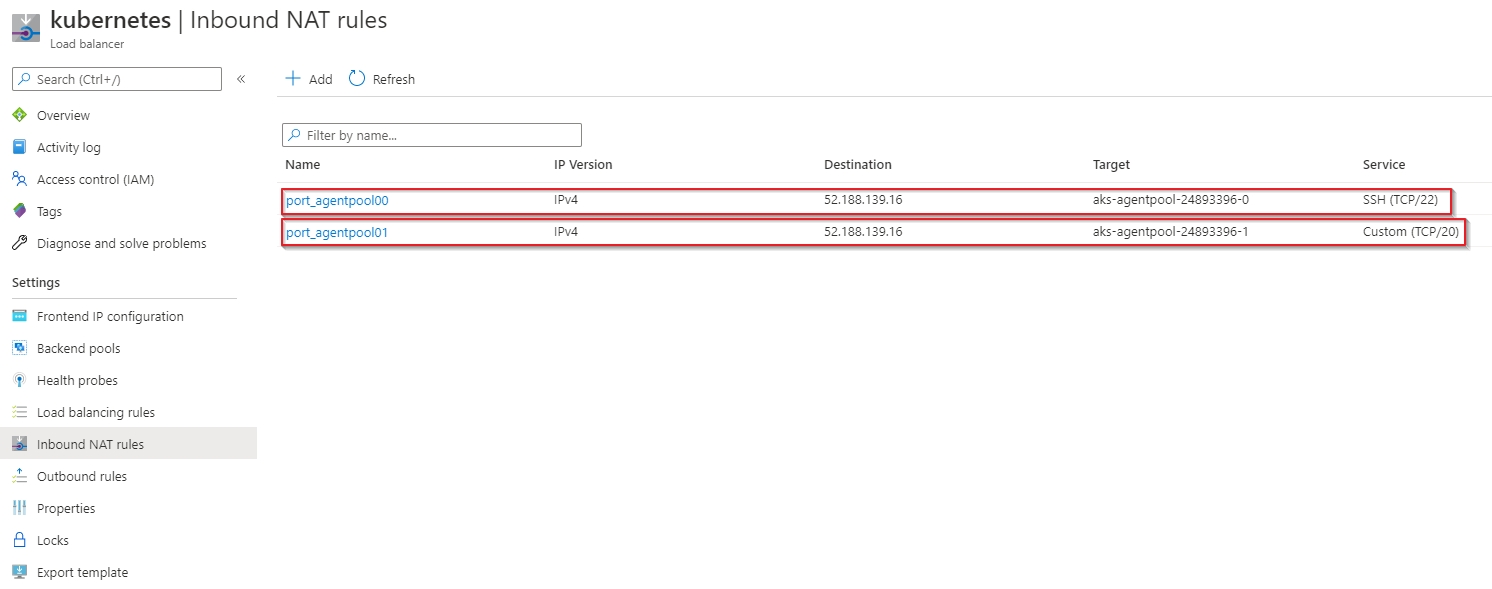 kubernetes | Inbound NAT rules
Load balancer
Search (Ctrl+/)
«
Add
Refresh
Overview
Activity log
Access control (IAM)
Tags
Diagnose and solve problems
Settings
Frontend IP configuration
Backend pools
Health probes
Load balancing rules
Inbound NAT rules
Outbound rules
Properties
Locks
Export template
Filter by name...
Name IP Version Destination Target Service
port_agentpool00 IPv4 52.188.139.16 aks-agentpool-24893396-0 SSH (TCP/22)
port_agentpool01 IPv4 52.188.139.16 aks-agentpool-24893396-1 Custom (TCP/20)